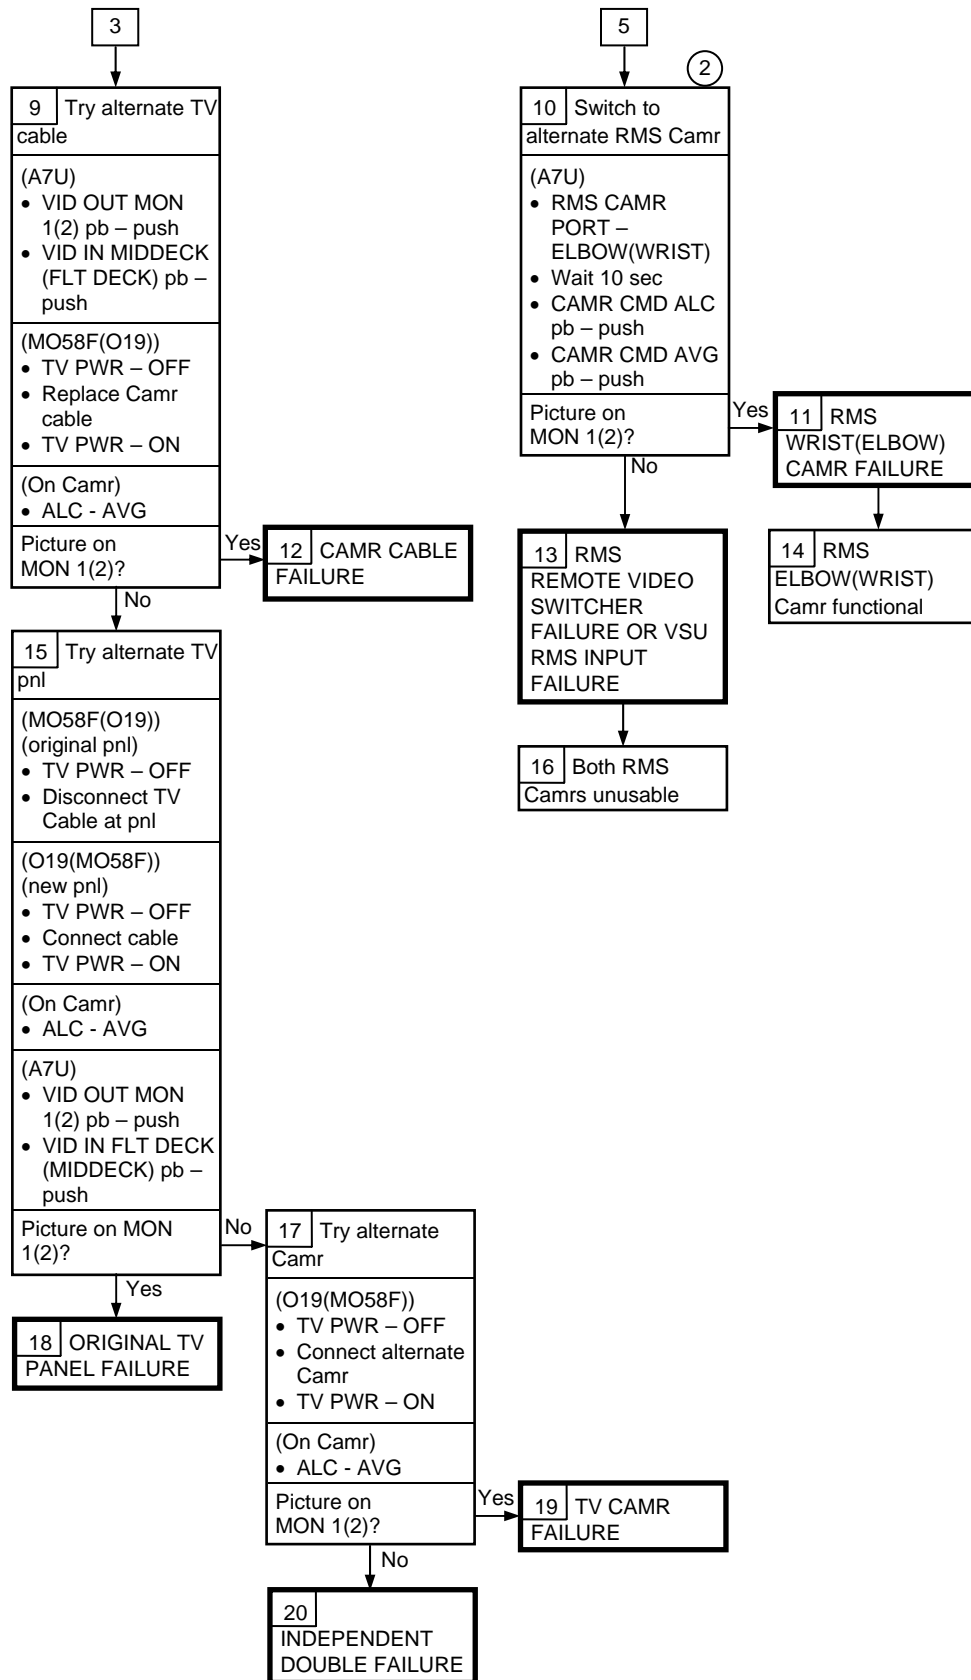 3
9 Try alternate TV
cable
(A7U)
• VID OUT MON
1(2) pb – push
• VID IN MIDDECK
(FLT DECK) pb –
push
(MO58F(O19))
• TV PWR – OFF
• Replace Camr
cable
• TV PWR – ON
(On Camr)
• ALC - AVG
Picture on
MON 1(2)?
Yes
12 CAMR CABLE
FAILURE
No
15 Try alternate TV
pnl
(MO58F(O19))
(original pnl)
• TV PWR – OFF
• Disconnect TV
Cable at pnl
(O19(MO58F))
(new pnl)
• TV PWR – OFF
• Connect cable
• TV PWR – ON
(On Camr)
• ALC - AVG
(A7U)
• VID OUT MON
1(2) pb – push
• VID IN FLT DECK
(MIDDECK) pb –
push
Picture on MON
1(2)?
No
Yes
18 ORIGINAL TV
PANEL FAILURE
17 Try alternate
Camr
(O19(MO58F))
• TV PWR – OFF
• Connect alternate
Camr
• TV PWR – ON
(On Camr)
• ALC - AVG
Picture on
MON 1(2)?
Yes
19 TV CAMR
FAILURE
No
20
INDEPENDENT
DOUBLE FAILURE
5
2
10 Switch to
alternate RMS Camr
(A7U)
• RMS CAMR
PORT –
ELBOW(WRIST)
• Wait 10 sec
• CAMR CMD ALC
pb – push
• CAMR CMD AVG
pb – push
Picture on
MON 1(2)?
Yes
11 RMS
WRIST(ELBOW)
CAMR FAILURE
14 RMS
ELBOW(WRIST)
Camr functional
No
13 RMS
REMOTE VIDEO
SWITCHER
FAILURE OR VSU
RMS INPUT
FAILURE
16 Both RMS
Camrs unusable